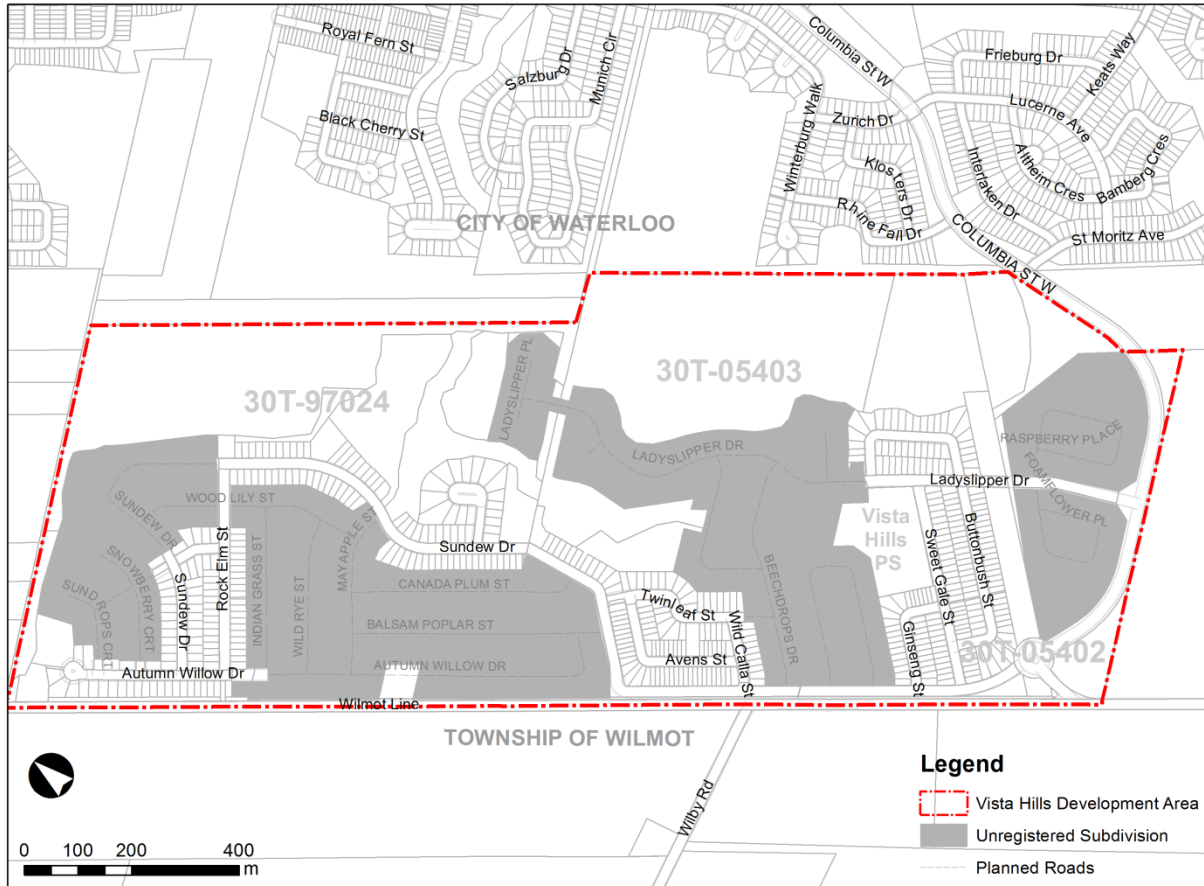 Royal Fern St
Salzburg Dr
Munich Cir
Black Cherry St
Columbia St W
Frieburg Dr
Keats Way
Winterburg Walk
Zurich Dr
Lucerne Ave
Klosters Dr
Interlaken Dr
Altheim Cres
Bamberg Cres
Rhine Fall Dr
St Moritz Ave
CITY OF WATERLOO
COLUMBIA ST W
30T-97024
LADYSLIPPER PL
30T-05403
LADYSLIPPER DR
RASPBERRY PLACE
FOAMFLOWER PL
Ladyslipper Dr
WOOD LILY ST
SUNDEW DR
MAY APPLE ST
Vista
Hills
PS
Sundew Dr
SNOWBERRY CRT
SUND ROPS CRT
Sundew Dr
Rock Elm St
INDIAN GRASS ST
WILD RYE ST
CANADA PLUM ST
BALSAM POPLAR ST
AUTUMN WILLOW DR
Autumn Willow Dr
Twinleaf St
Avens St
Wild Calla St
BEECHDROPS DR
Sweet Gale St
Buttonbush St
Ginseng St
30T-05402
Wilmot Line
TOWNSHIP OF WILMOT
Wilby Rd
Legend
Vista Hills Development Area
Unregistered Subdivision
Planned Roads
0 100 200 400
m